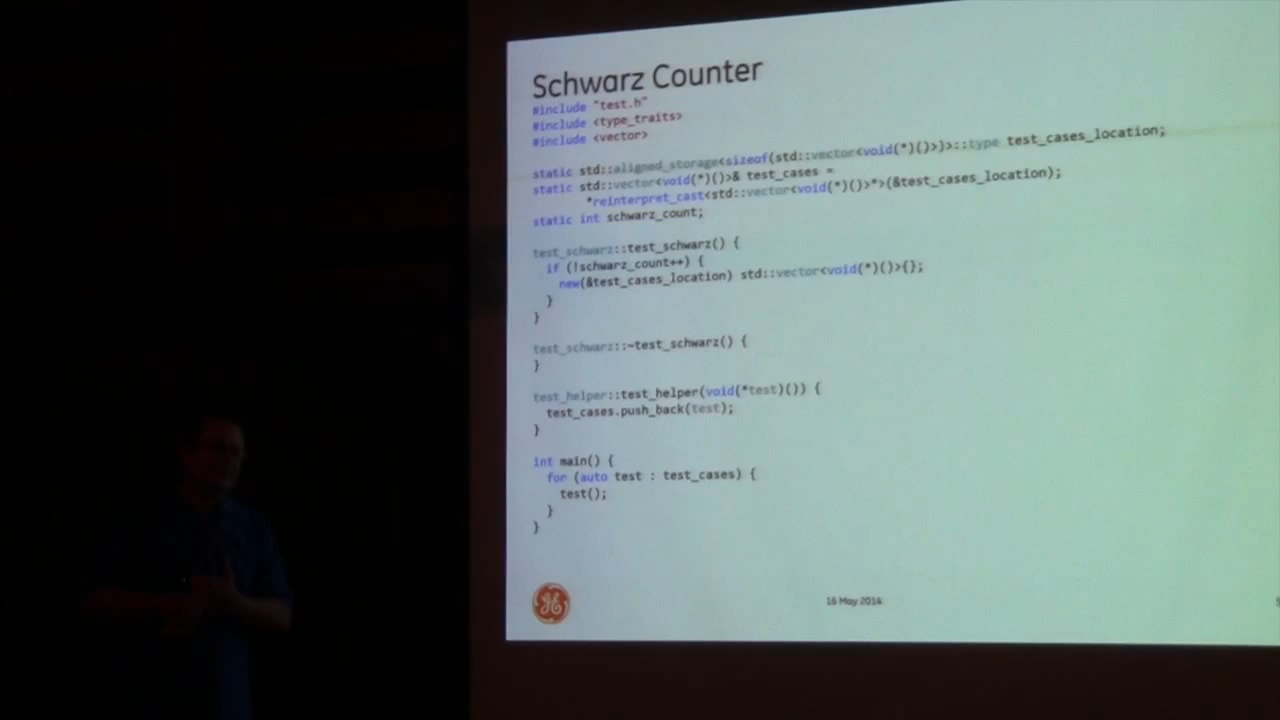 Schwarz Counter
#include "test.h"
#include <type_traits>
#include <vector>
static std::aligned_storage<sizeof(std::vector<void(*)()>)>::type test_cases_location;
static std::vector<void(*)()>& test_cases =
*reinterpret_cast<std::vector<void(*)()>*>(&test_cases_location);
static int schwarz_count;
test_schwarz::test_schwarz() {
if (!schwarz_count++) {
new(&test_cases_location) std::vector<void(*)()>{};
}
}
test_schwarz::~test_schwarz() {
}
test_helper::test_helper(void(*test)()) {
test_cases.push_back(test);
}
int main() {
for (auto test : test_cases) {
test();
}
}
GE
16 May 2014